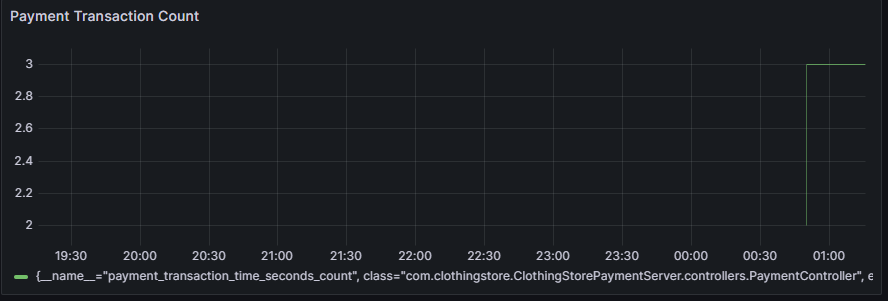 Payment Transaction Count
3
2.8
2.6
2.4
2.2
2
19:30 20:00 20:30 21:00 21:30 22:00 22:30 23:00 23:30 00:00 00:30 01:00
{__name__="payment_transaction_time_seconds_count", class="com.clothingstore.ClothingStorePaymentServer.controllers.PaymentController", e